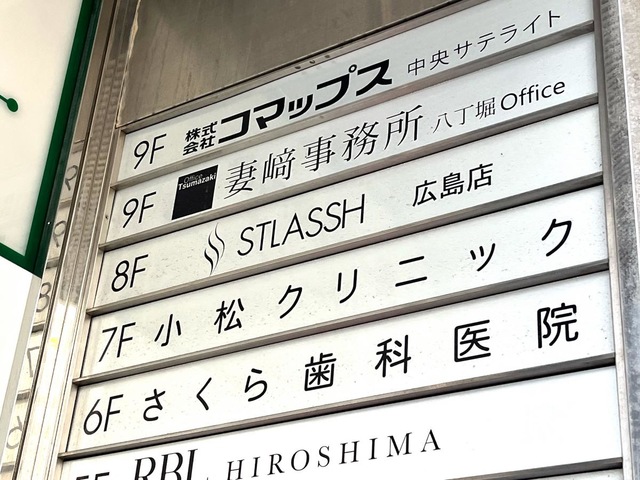 9F 株式会社コマップス 中央サテライト
9F Office Tsumazaki 妻﨑事務所 八丁堀Office
8F STLASSH 広島店
7F 小松クリニック
6F さくら歯科医院
RBL HIROSHIMA